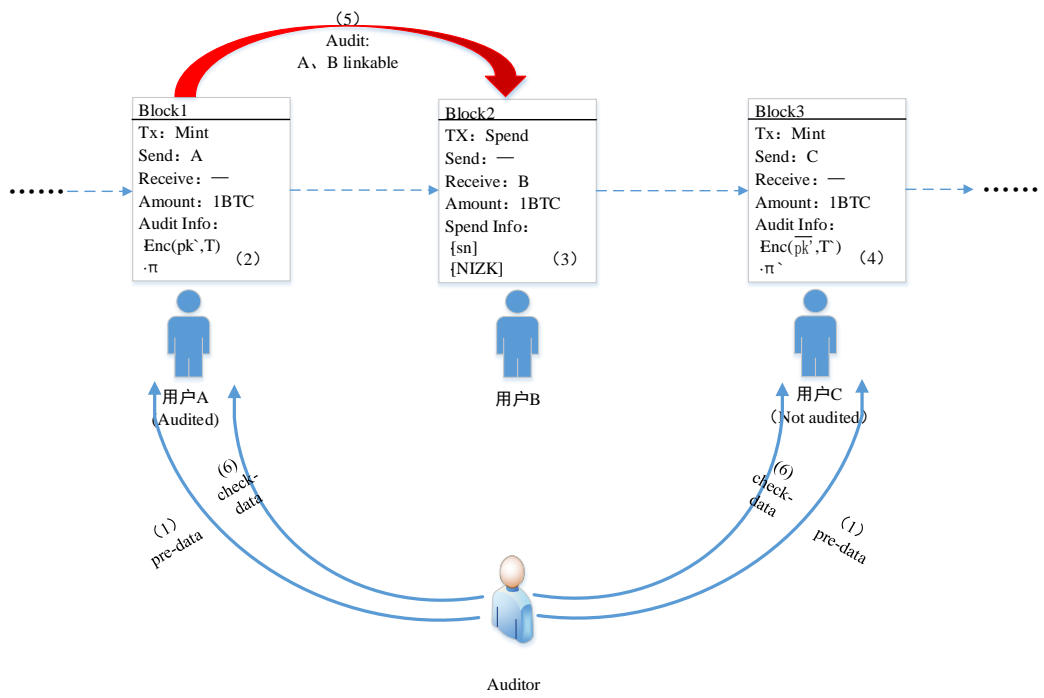 （5）
Audit:
A、B linkable
Block1
Tx：Mint
Send：A
Receive：—
Amount：1BTC
Audit Info：
·Enc(pk`,T)
（2）
·π
Block2
TX：Spend
Send：—
Receive：B
Amount：1BTC
Spend Info：
·[sn]
·[NIZK]
（3）
Block3
Tx：Mint
Send：C
Receive：—
Amount：1BTC
Audit Info：
·Enc(pk’,T`)
（4）
·π`
······
······
用户A
(Audited)
用户B
用户C
（Not audited）
(6)
check-
data
（1）
pre-data
(6)
check-
data
（1）
pre-data
Auditor